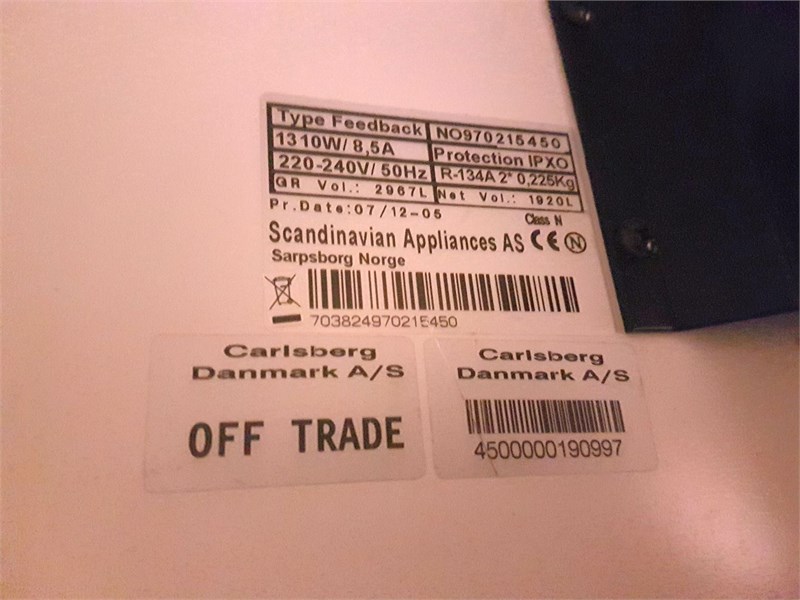 Type Feedback NO970215450
1310W/ 8,5A Protection IPXO
220-240V/ 50Hz R-134A 2* 0,225Kg
GR Vol.: 2967L Net Vol.: 1920L
Pr.Date:07/12-05 Class N
Scandinavian Appliances AS CE N
Sarpsborg Norge
703824970215450
Carlsberg
Danmark A/S
OFF TRADE
Carlsberg
Danmark A/S
4500000190997